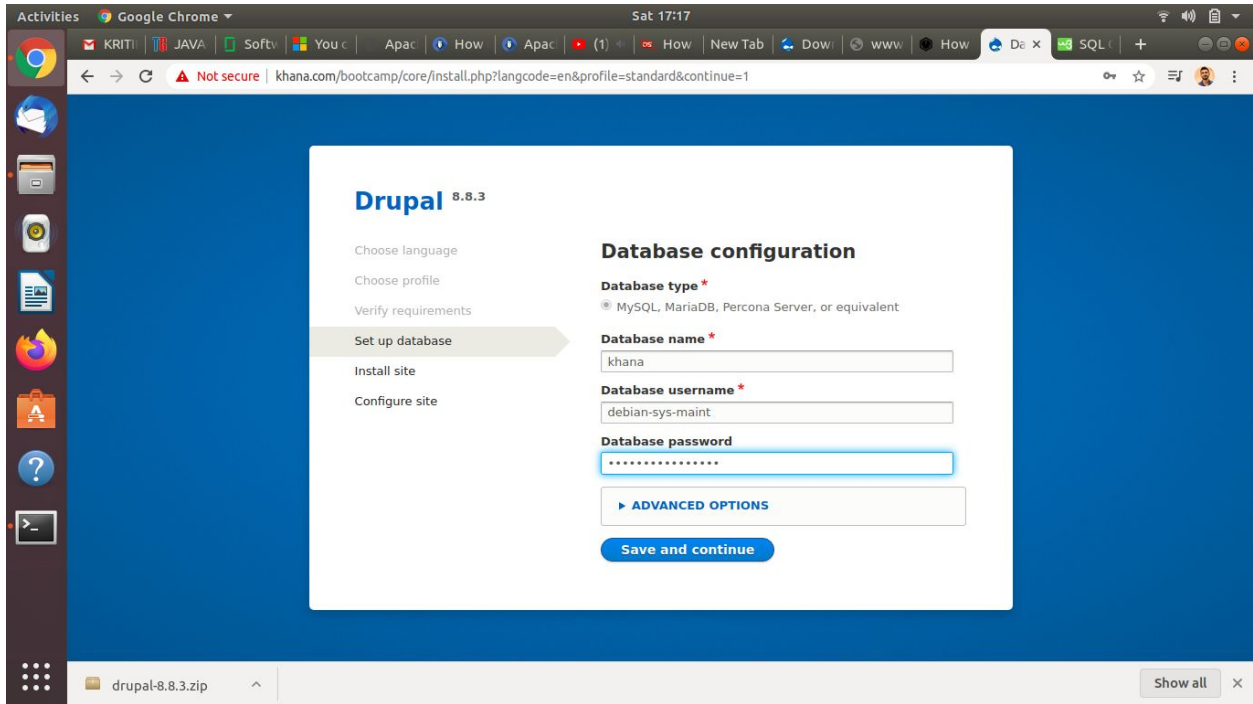 Activities Google Chrome ▾ Sat 17:17
KRITI JAVA Softw You c Apac How Apac (1) How New Tab Dow www How Da SQL
Not secure | khana.com/bootcamp/core/install.php?langcode=en&profile=standard&continue=1
Drupal 8.8.3
Choose language
Choose profile
Verify requirements
Set up database
Install site
Configure site
Database configuration
Database type *
MySQL, MariaDB, Percona Server, or equivalent
Database name *
khana
Database username *
debian-sys-maint
Database password
••••••••••••••••
▸ ADVANCED OPTIONS
Save and continue
drupal-8.8.3.zip
Show all